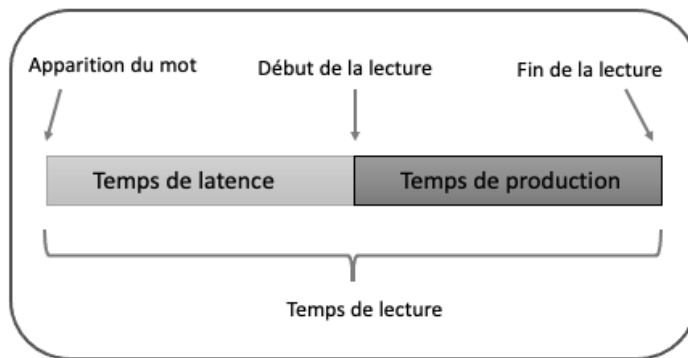 Apparition du mot
Début de la lecture
Fin de la lecture
Temps de latence
Temps de production
Temps de lecture